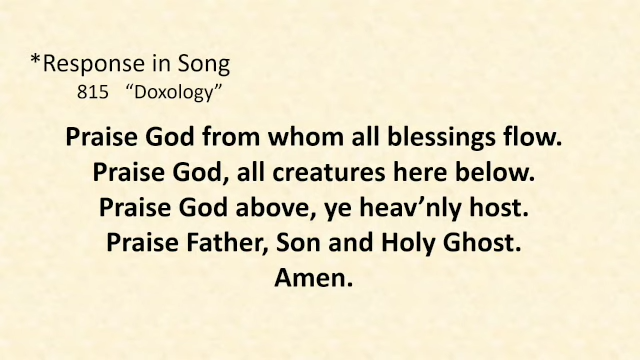 *Response in Song
815 “Doxology”
Praise God from whom all blessings flow.
Praise God, all creatures here below.
Praise God above, ye heav’nly host.
Praise Father, Son and Holy Ghost.
Amen.